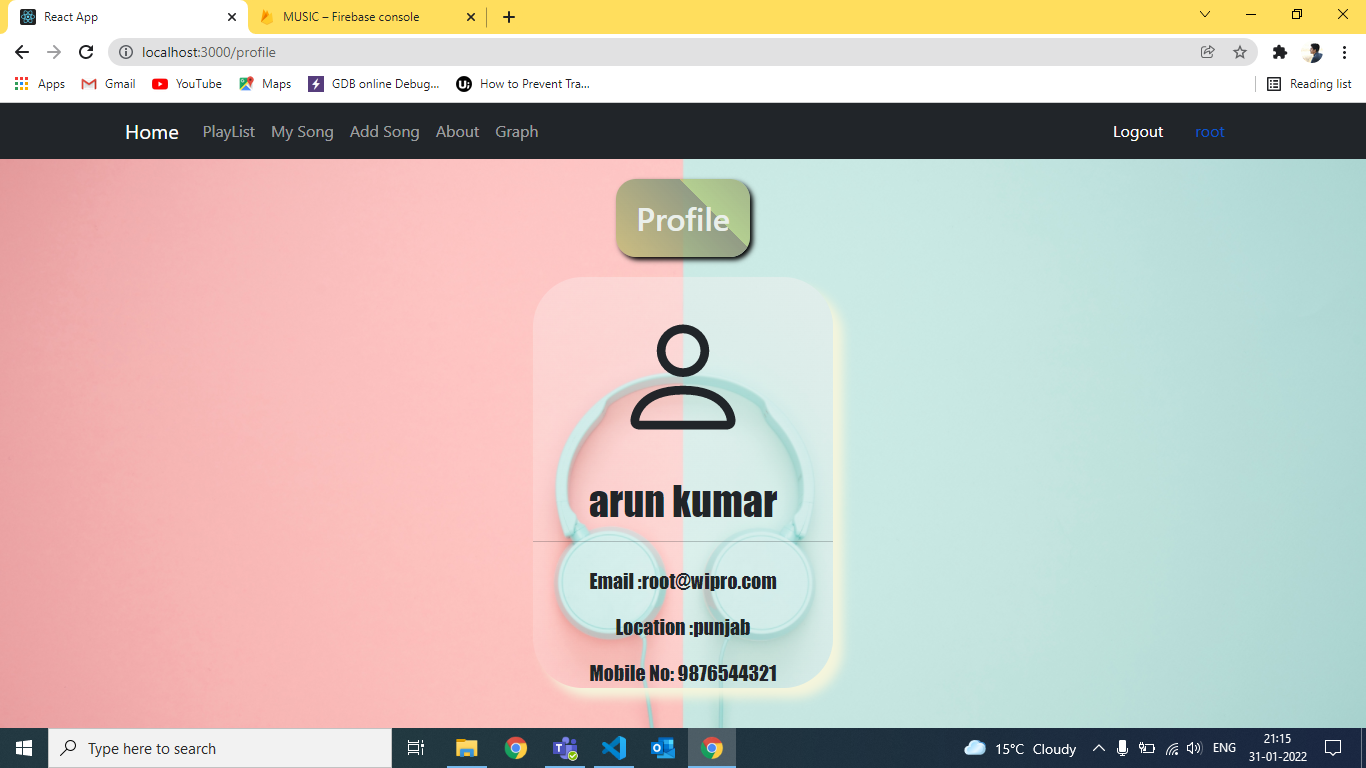 React App
MUSIC – Firebase console
localhost:3000/profile
Apps
Gmail
YouTube
Maps
GDB online Debug...
How to Prevent Tra...
Reading list
Home
PlayList
My Song
Add Song
About
Graph
Logout
root
Profile
arun kumar
Email :root@wipro.com
Location :punjab
Mobile No: 9876544321
Type here to search
15°C Cloudy
ENG
21:15
31-01-2022